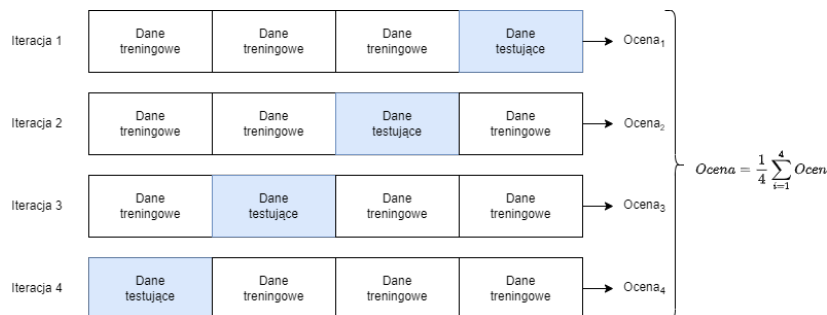 Iteracja 1
Dane treningowe
Dane treningowe
Dane treningowe
Dane testujące
Ocena₁
Iteracja 2
Dane treningowe
Dane treningowe
Dane testujące
Dane treningowe
Ocena₂
Ocena = 1/4 ∑_{i=1}^{4} Ocen
Iteracja 3
Dane treningowe
Dane testujące
Dane treningowe
Dane treningowe
Ocena₃
Iteracja 4
Dane testujące
Dane treningowe
Dane treningowe
Dane treningowe
Ocena₄